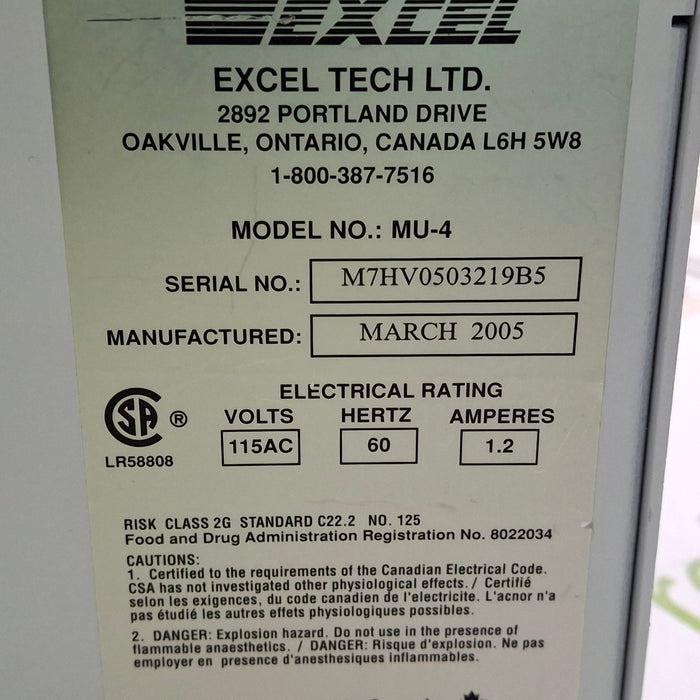 EXCEL
EXCEL TECH LTD.
2892 PORTLAND DRIVE
OAKVILLE, ONTARIO, CANADA L6H 5W8
1-800-387-7516
MODEL NO.: MU-4
SERIAL NO.: M7HV0503219B5
MANUFACTURED: MARCH 2005
ELECTRICAL RATING
VOLTS HERTZ AMPERES
115AC 60 1.2
CSA ®
LR58808
RISK CLASS 2G STANDARD C22.2 NO. 125
Food and Drug Administration Registration No. 8022034
CAUTIONS:
1. Certified to the requirements of the Canadian Electrical Code.
CSA has not investigated other physiological effects. / Certifié
selon les exigences, du code canadien de l'electricite. L'acnor n'a
pas étudié les autres effets physiologiques possibles.
2. DANGER: Explosion hazard. Do not use in the presence of
flammable anaesthetics. / DANGER: Risque d'explosion. Ne pas
employer en presence d'anesthesiques inflammables.